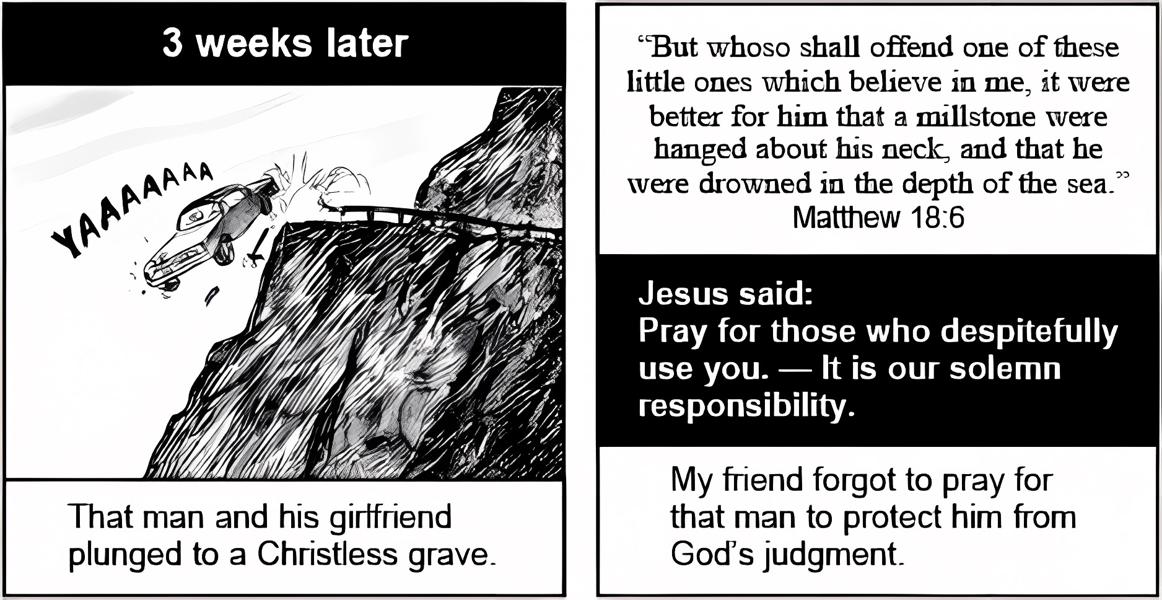 3 weeks later
YAAAAAAA
That man and his girlfriend
plunged to a Christless grave.
“But whoso shall offend one of these
little ones which believe in me, it were
better for him that a millstone were
hanged about his neck, and that he
were drowned in the depth of the sea.”
Matthew 18:6
Jesus said:
Pray for those who despitefully
use you. — It is our solemn
responsibility.
My friend forgot to pray for
that man to protect him from
God's judgment.